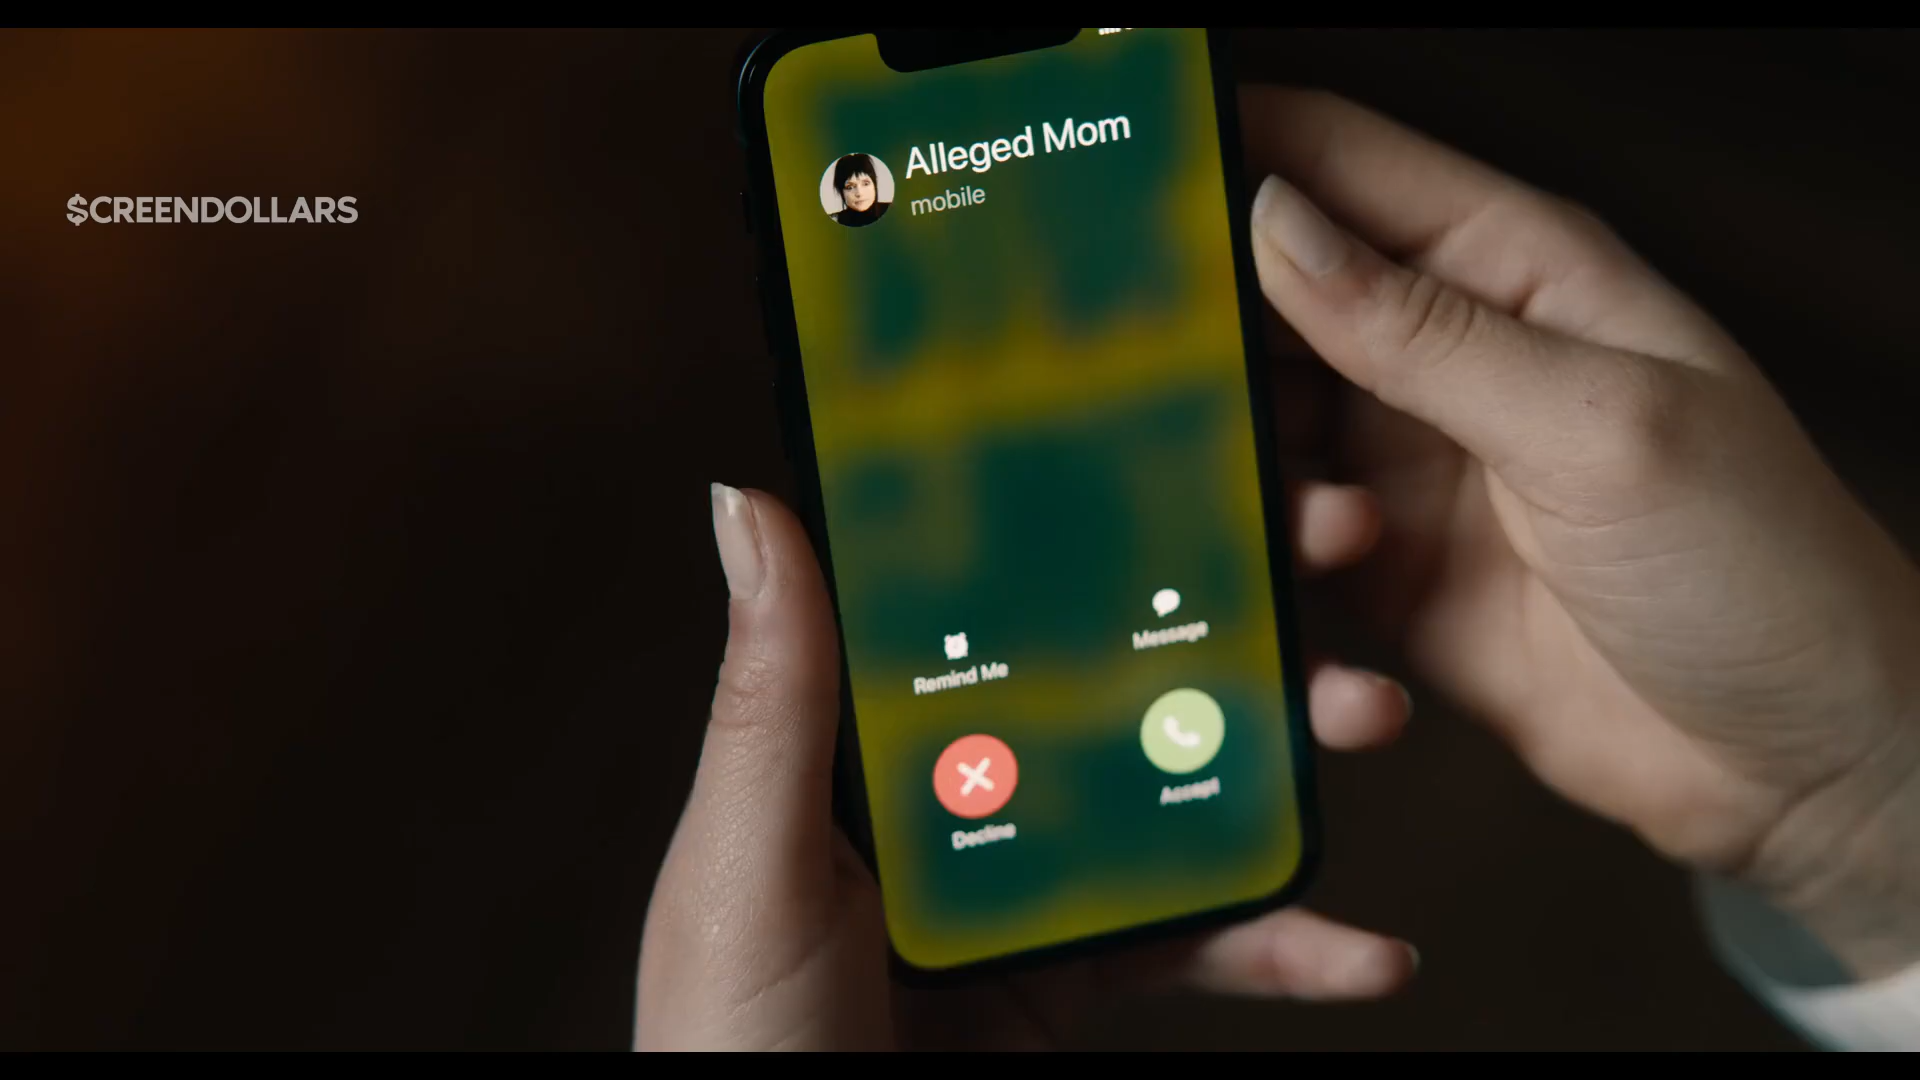 $CREENDOLLARS
Alleged Mom
mobile
Message
Remind Me
Accept
Decline